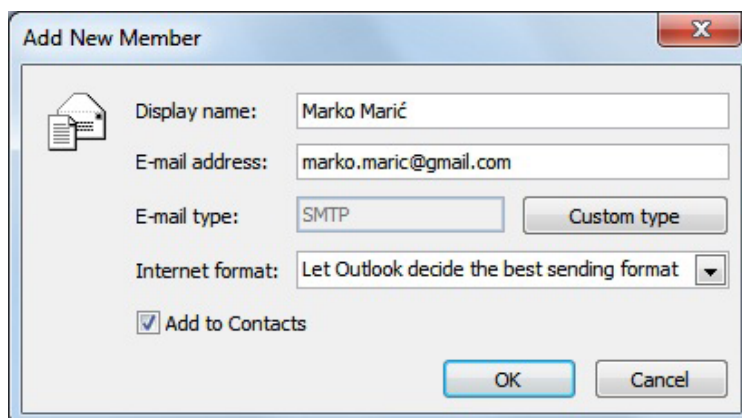 Add New Member
Display name: Marko Marić
E-mail address: marko.maric@gmail.com
E-mail type: SMTP Custom type
Internet format: Let Outlook decide the best sending format
Add to Contacts
OK Cancel